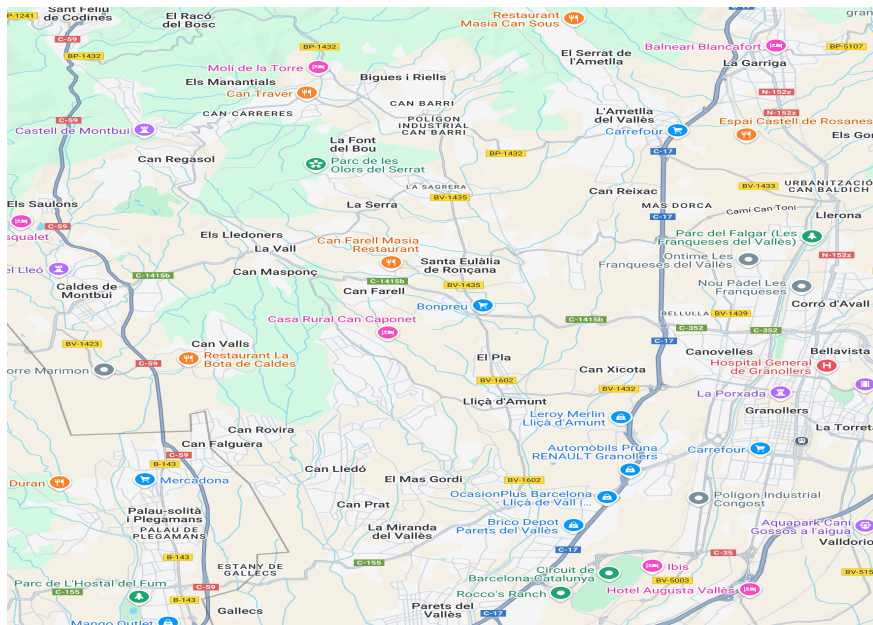 Sant Feliu
de Codines
P-1241
C-59
BP-1432
El Racó
del Bosc
BP-1432
Restaurant
Masia Can Sous
C-17
gran
El Serrat de
l'Ametlla
Balneari Blancafort
BP-5107
La Garriga
Molí de la Torre
Els Manantials
Bigues i Riells
Can Traver
CAN CARRERES
CAN BARRI
POLÍGON
INDUSTRIAL
CAN BARRI
N-152z
N-152z
L'Ametlla
del Vallès
Carrefour
Espai Castell de Rosanes
Els Gor
C-59
Castell de Montbui
La Font
del Bou
Can Regasol
Parc de les
Olors del Serrat
BP-1432
C-17
LA SAGRERA
BV-1435
Can Reixac
BV-1433
URBANITZACIÓ
CAN BALDICH
Els Saulons
La Serra
MAS DORCA
Camí Can Toni
Llerona
squalet
C-59
C-17
Els Lledoners
La Vall
Can Farell Masia
Restaurant
Parc del Falgar (Les
Franqueses del Vallès)
N-152z
el Lleó
C-1415b
Can Masponç
Santa Eulàlia
de Ronçana
Ontime Les
Franqueses del Vallès
Caldes de
Montbui
C-1415b
Can Farell
BV-1435
Bonpreu
Nou Pàdel Les
Franqueses
Corró d'Avall
Casa Rural Can Caponet
C-1415b
BELLULLA
BV-1439
C-352
C-352
BV-1423
Can Valls
C-17
Restaurant La
Bota de Caldes
C-59
orre Marimon
El Pla
Can Xicota
Canovelles
Bellavista
Hospital General
de Granollers
BV-1602
BV-1432
La Porxada
Lliçà d'Amunt
Leroy Merlin
Lliçà d'Amunt
Granollers
La Torreta
Can Rovira
Can Falguera
C-59
B-143
Automòbils Pruna
RENAULT Granollers
Carrefour
Can Lledó
Duran
Mercadona
El Mas Gordi
BV-1602
OcasionPlus Barcelona
- Lliçà de Vall |...
Polígon Industrial
Congost
Palau-solità
i Plegamans
PALAU DE
PLEGAMANS
Can Prat
La Miranda
del Vallès
Brico Depot
Parets del Vallès
Aquapark Cani
Gossos a l'aigua
Valldorio
C-17
C-35
B-143
C-155
ESTANY DE
GALLECS
Circuit de
Barcelona-Catalunya
Ibis
BV-5003
BV-515
Parc de L'Hostal del Fum
C-155
C-59
Rocco's Ranch
Hotel Augusta Vallès
Gallecs
Parets del
Vallès
C-17
Mango Outlet